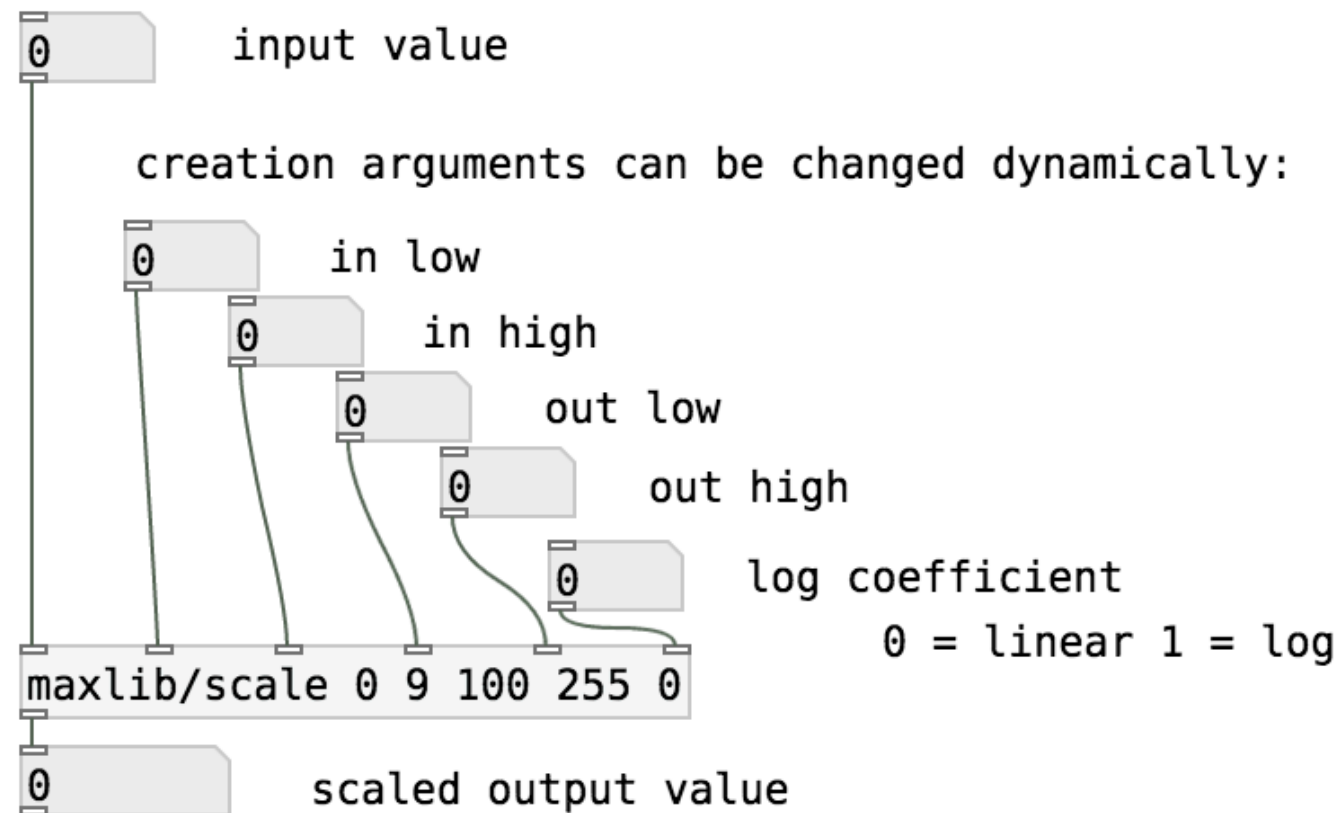 0 input value
creation arguments can be changed dynamically:
0 in low
0 in high
0 out low
0 out high
0 log coefficient
0 = linear 1 = log
maxlib/scale 0 9 100 255 0
0 scaled output value